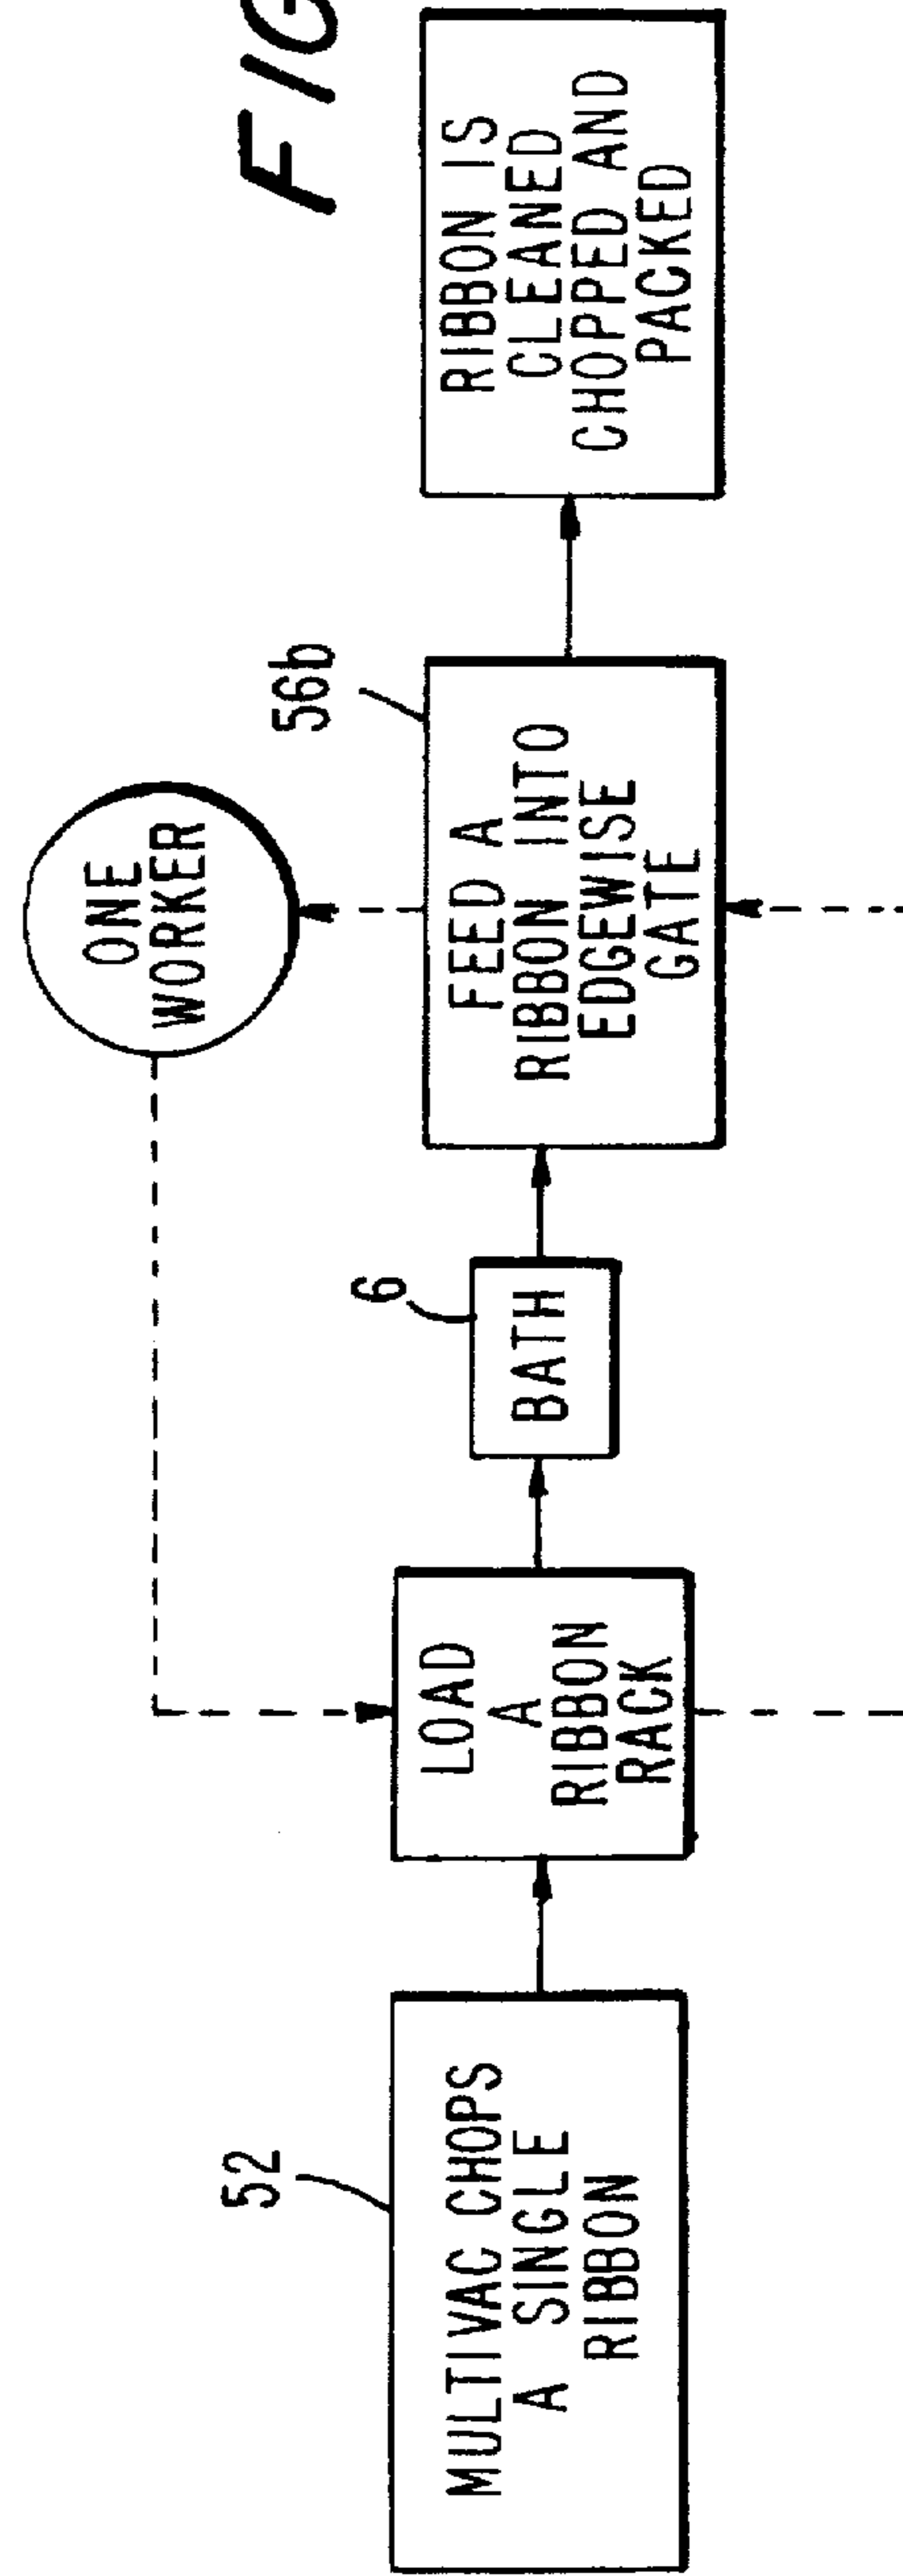 FIG
ONE
WORKER
52
MULTIVAC CHOPS
A SINGLE
RIBBON
LOAD
A
RIBBON
RACK
6
BATH
56b
FEED A
RIBBON INTO
EDGEWISE
GATE
RIBBON IS
CLEANED
CHOPPED AND
PACKED